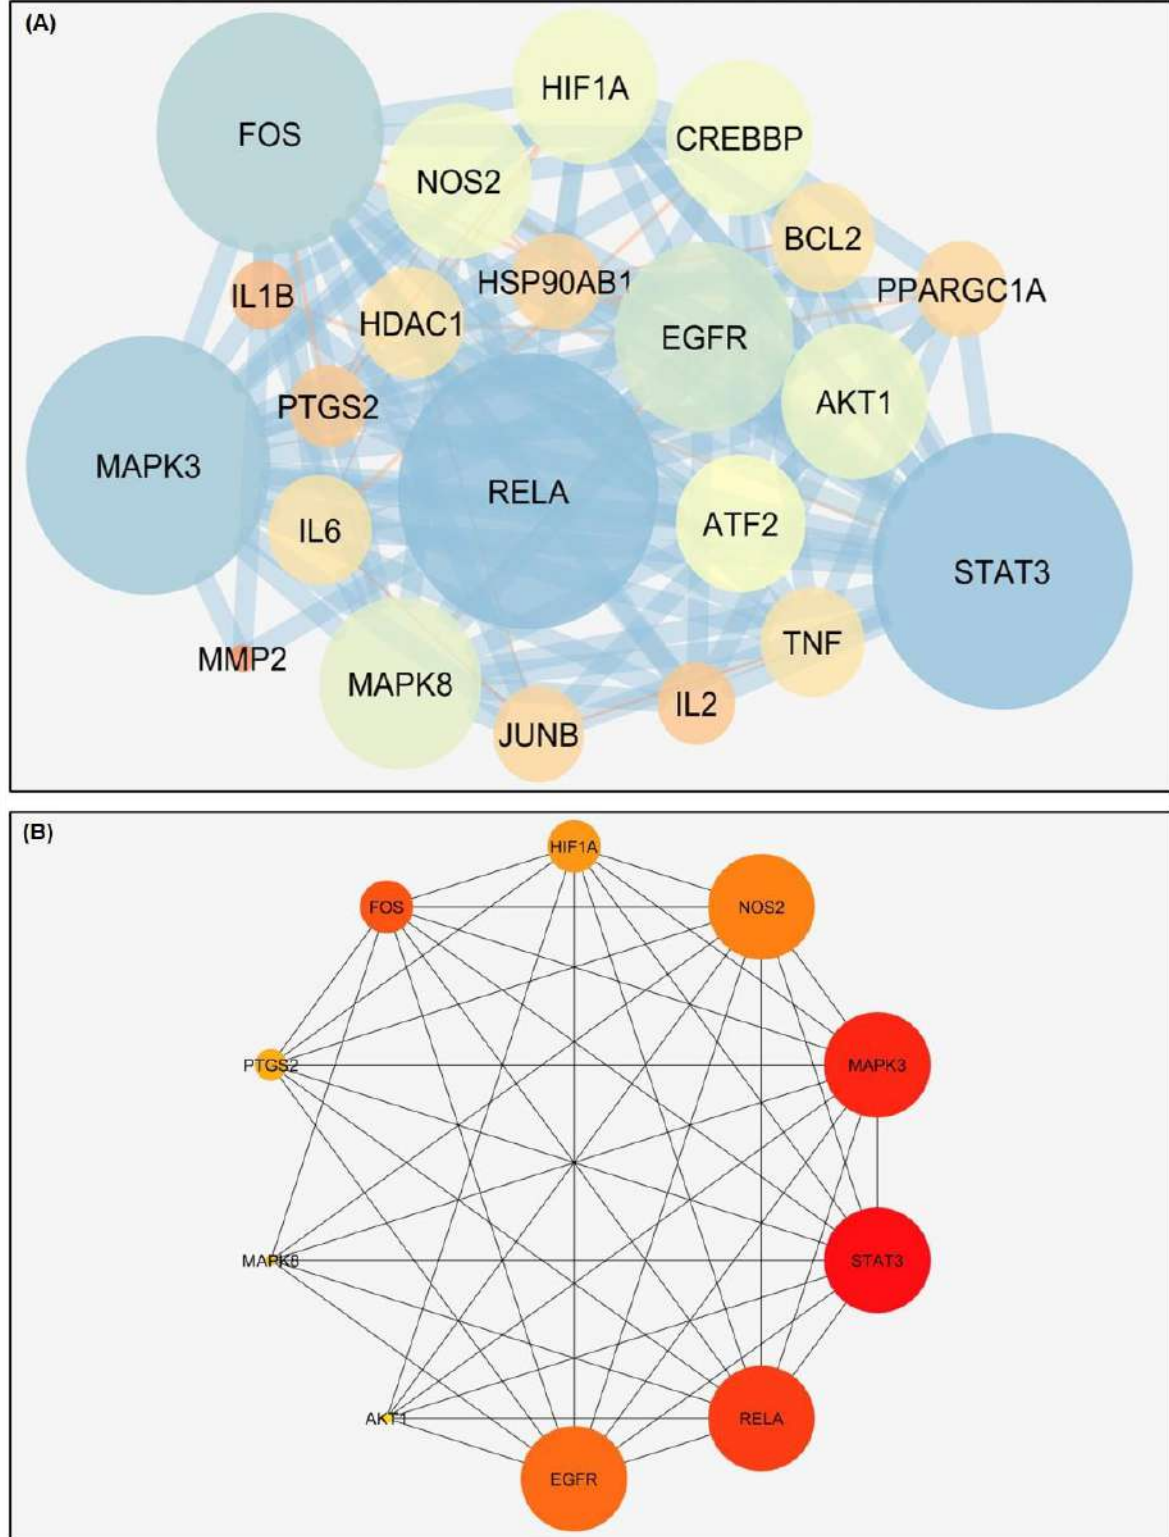 (A)
HIF1A
FOS
CREBBP
NOS2
BCL2
HSP90AB1
PPARGC1A
IL1B
HDAC1
EGFR
PTGS2
AKT1
MAPK3
RELA
ATF2
IL6
STAT3
TNF
MMP2
MAPK8
IL2
JUNB
(B)
HIF1A
FOS
NOS2
PTGS2
MAPK3
MAPK8
STAT3
AKT1
RELA
EGFR